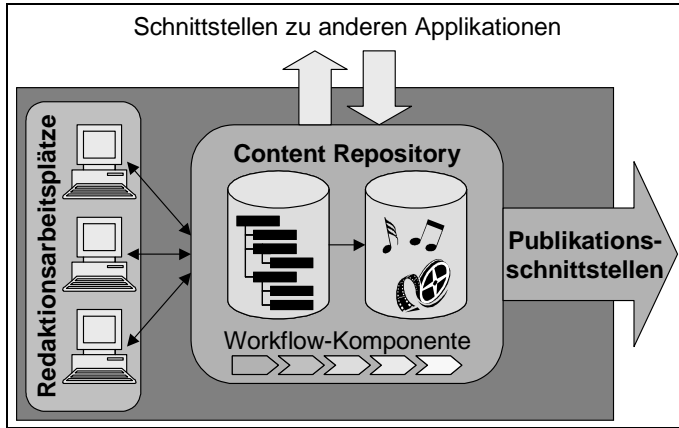 Schnittstellen zu anderen Applikationen
Redaktionsarbeitsplätze
Content Repository
Publikations-
schnittstellen
Workflow-Komponente